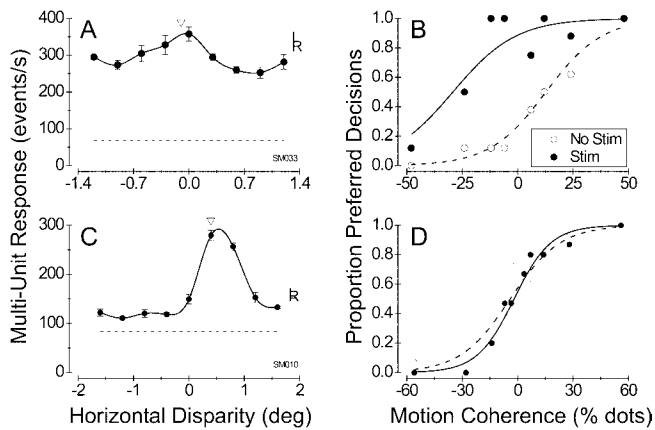 A
400
300
200
100
0
L
R
SM033
-1.4
-0.7
0.0
0.7
1.4
B
1.0
0.8
0.6
0.4
0.2
0.0
No Stim
Stim
-50
-25
0
25
50
C
300
200
100
0
L
R
SM010
-2
-1
0
1
2
D
1.0
0.8
0.6
0.4
0.2
0.0
-60
-30
0
30
60
Multi-Unit Response (events/s)
Proportion Preferred Decisions
Horizontal Disparity (deg)
Motion Coherence (% dots)